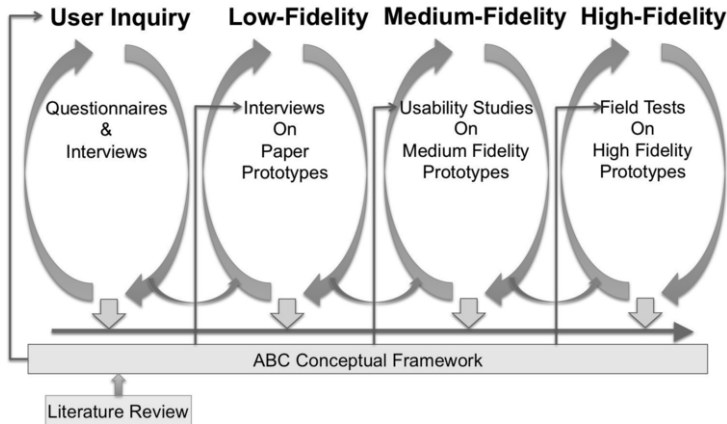 User Inquiry
Low-Fidelity
Medium-Fidelity
High-Fidelity
Questionnaires
&
Interviews
Interviews
On
Paper
Prototypes
Usability Studies
On
Medium Fidelity
Prototypes
Field Tests
On
High Fidelity
Prototypes
ABC Conceptual Framework
Literature Review